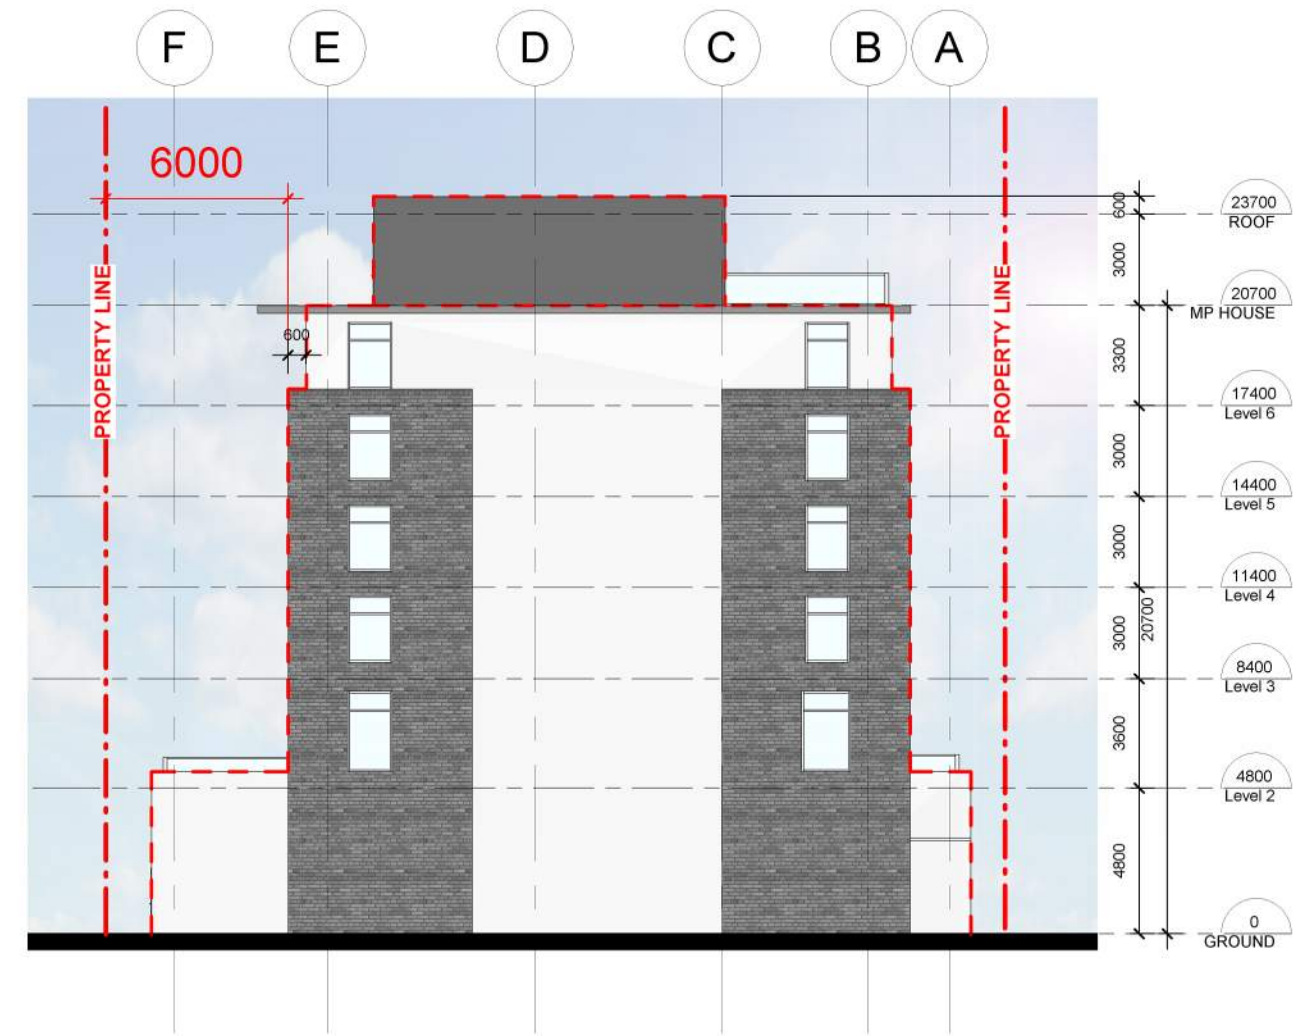 F E D C B A
6000
600
23700
ROOF
3000
PROPERTY LINE
PROPERTY LINE
20700
MP HOUSE
600
3300
17400
Level 6
3000
14400
Level 5
3000
11400
Level 4
3000
20700
8400
Level 3
3600
4800
Level 2
4800
0
GROUND